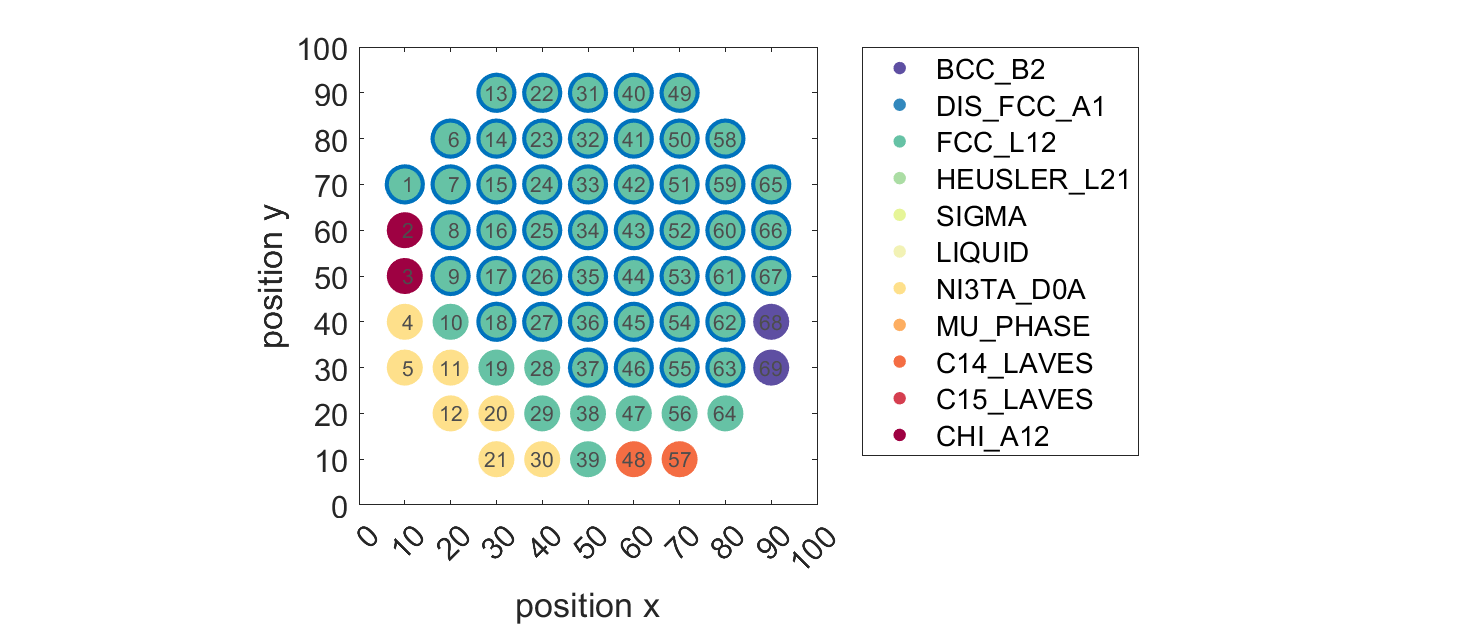 100
90
80
70
60
50
40
30
20
10
0
position y
13 22 31 40 49
6 14 23 32 41 50 58
1 7 15 24 33 42 51 59 65
2 8 16 25 34 43 52 60 66
3 9 17 26 35 44 53 61 67
4 10 18 27 36 45 54 62 68
5 11 19 28 37 46 55 63 69
12 20 29 38 47 56 64
21 30 39 48 57
0 10 20 30 40 50 60 70 80 90 100
position x
BCC_B2
DIS_FCC_A1
FCC_L12
HEUSLER_L21
SIGMA
LIQUID
NI3TA_D0A
MU_PHASE
C14_LAVES
C15_LAVES
CHI_A12